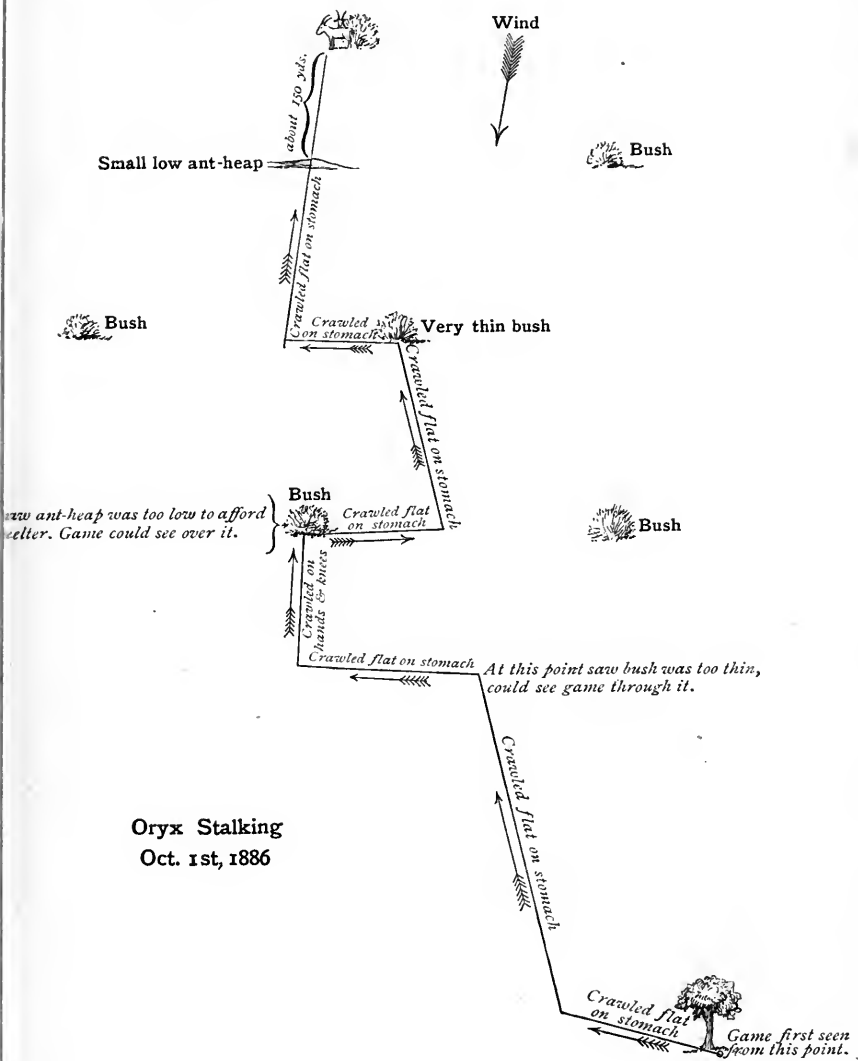 Wind
about 150 yds.
Small low ant-heap
Bush
Crawled flat on stomach
Bush
Crawled
on stomach
Very thin bush
Crawled flat on stomach
Bush
ant-heap was too low to afford
Game could see over it.
Crawled flat
on stomach
Bush
Crawled on
hands & knees
Crawled flat on stomach
At this point saw bush was too thin,
could see game through it.
Crawled flat on stomach
Oryx Stalking
Oct. 1st, 1886
Crawled flat
on stomach
Game first seen
from this point.